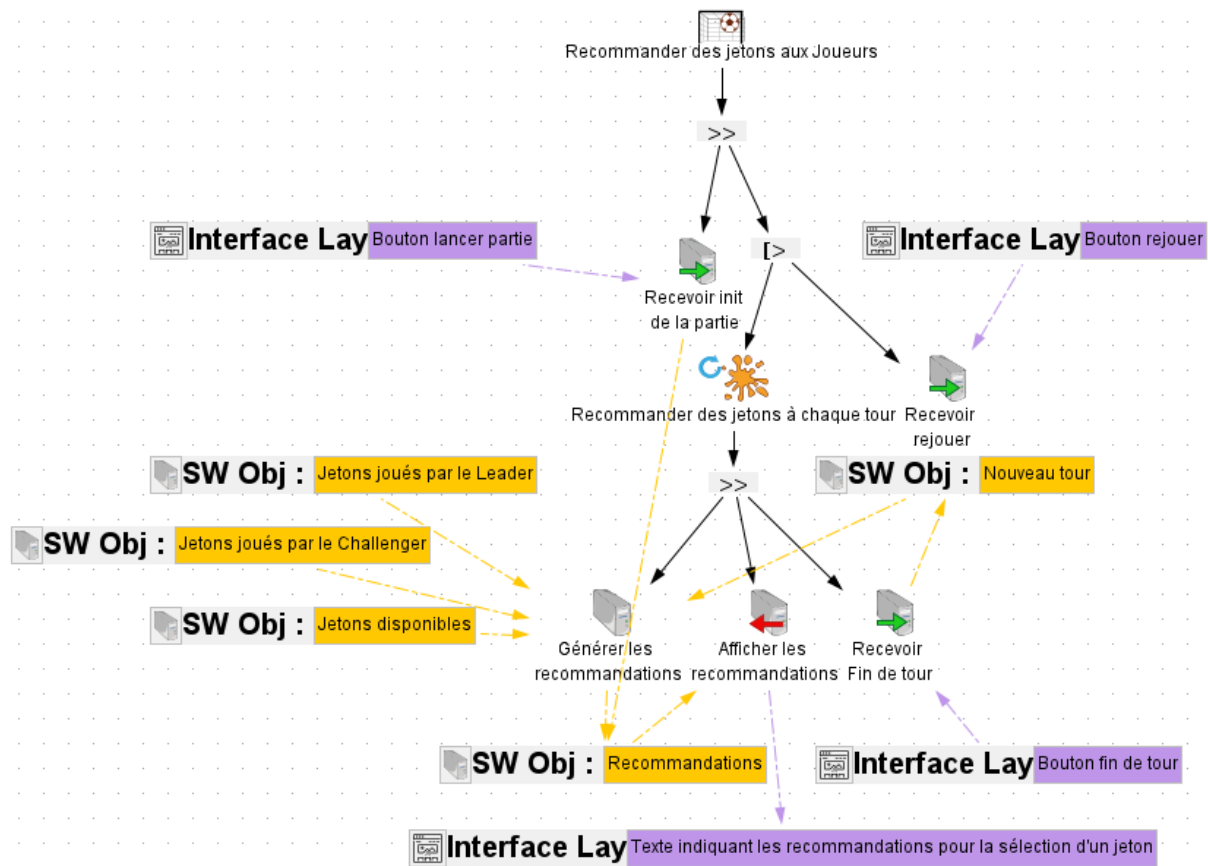 Recommander des jetons aux Joueurs
>>
Interface Lay Bouton lancer partie
Interface Lay Bouton rejouer
[>
Recevoir init
de la partie
Recommander des jetons à chaque tour
Recevoir
rejouer
SW Obj : Jetons joués par le Leader
SW Obj : Nouveau tour
>>
SW Obj : Jetons joués par le Challenger
SW Obj : Jetons disponibles
Générer les
recommandations
Afficher les
recommandations
Recevoir
Fin de tour
SW Obj : Recommandations
Interface Lay Bouton fin de tour
Interface Lay Texte indiquant les recommandations pour la sélection d'un jeton